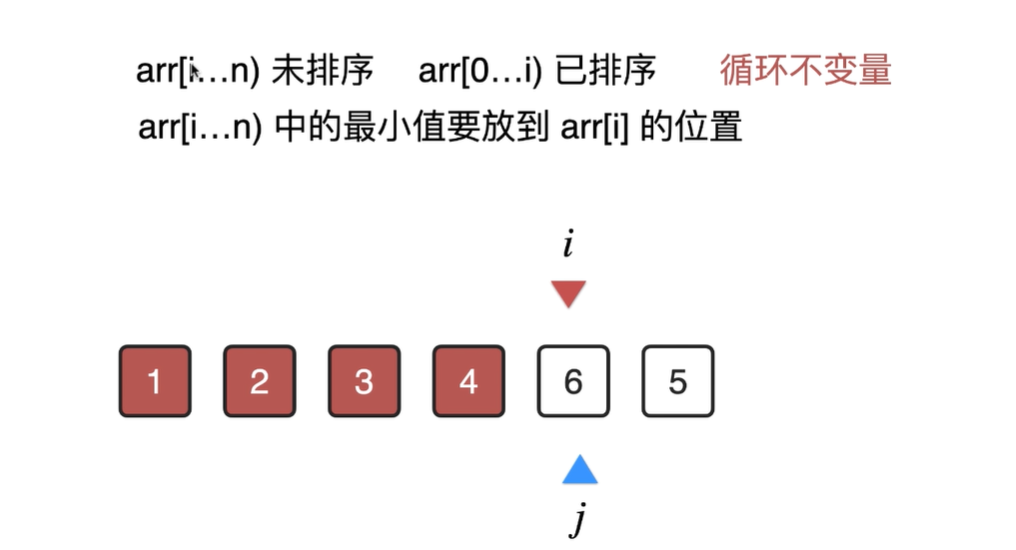 arr[i…n) 未排序 arr[0…i) 已排序 循环不变量
arr[i…n) 中的最小值要放到 arr[i] 的位置
i
1 2 3 4 6 5
j